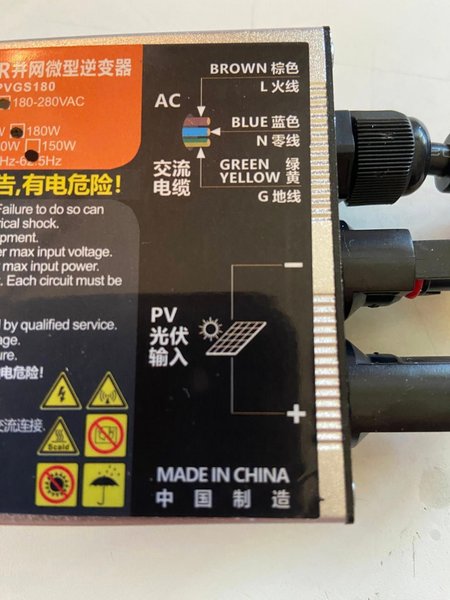 R并网微型逆变器
PVGS180
180-280VAC
W 180W
0W 150W
Hz-62.5Hz
告,有电危险!
Failure to do so can
rical shock.
ipment.
er max input voltage.
r max input power.
. Each circuit must be
d by qualified service.
age.
ure.
电危险!
交流连接、
Scald
AC
交流
电缆
BROWN 棕色
L 火线
BLUE 蓝色
N 零线
GREEN 绿
YELLOW 黄
G 地线
PV
光伏
输入
−
+
MADE IN CHINA
中国制造